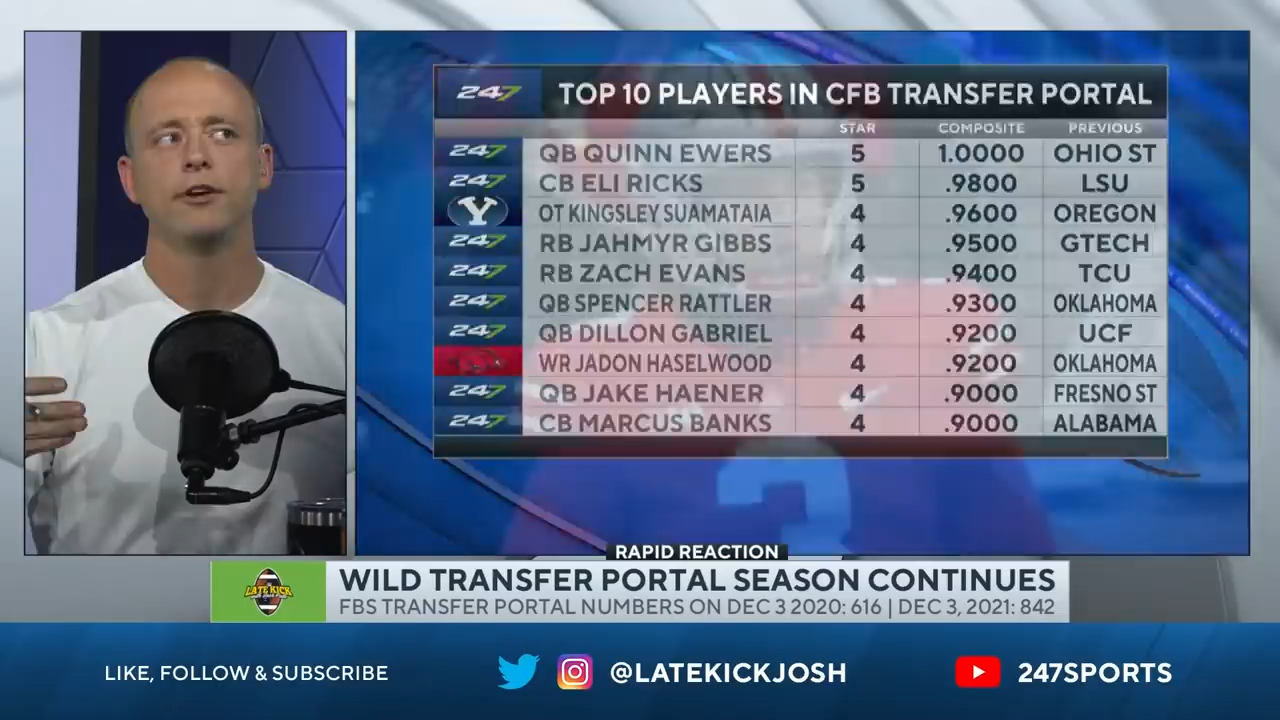 247 TOP 10 PLAYERS IN CFB TRANSFER PORTAL
STAR COMPOSITE PREVIOUS
247 QB QUINN EWERS 5 1.0000 OHIO ST
247 CB ELI RICKS 5 .9800 LSU
Y OT KINGSLEY SUAMATAIA 4 .9600 OREGON
247 RB JAHMYR GIBBS 4 .9500 GTECH
247 RB ZACH EVANS 4 .9400 TCU
247 QB SPENCER RATTLER 4 .9300 OKLAHOMA
247 QB DILLON GABRIEL 4 .9200 UCF
WR JADON HASELWOOD 4 .9200 OKLAHOMA
247 QB JAKE HAENER 4 .9000 FRESNO ST
247 CB MARCUS BANKS 4 .9000 ALABAMA
3
RAPID REACTION
LATE KICK
WILD TRANSFER PORTAL SEASON CONTINUES
FBS TRANSFER PORTAL NUMBERS ON DEC 3 2020: 616 | DEC 3, 2021: 842
LIKE, FOLLOW & SUBSCRIBE @LATEKICKJOSH 247SPORTS